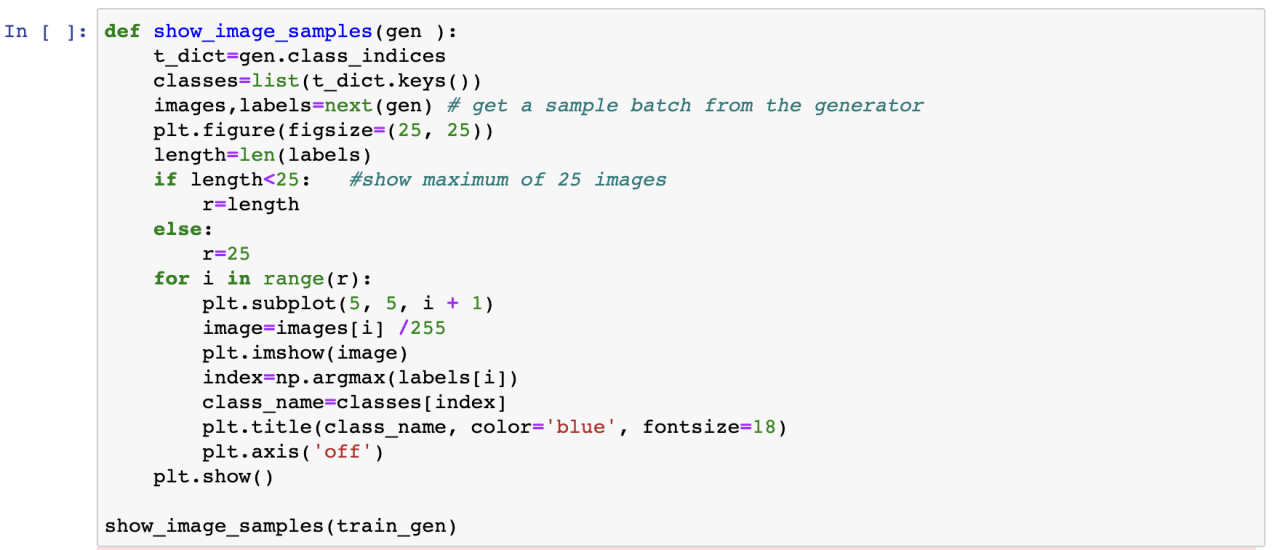 In [ ]: def show_image_samples(gen ):
    t_dict=gen.class_indices
    classes=list(t_dict.keys())
    images,labels=next(gen) # get a sample batch from the generator
    plt.figure(figsize=(25, 25))
    length=len(labels)
    if length<25:   #show maximum of 25 images
        r=length
    else:
        r=25
    for i in range(r):
        plt.subplot(5, 5, i + 1)
        image=images[i] /255
        plt.imshow(image)
        index=np.argmax(labels[i])
        class_name=classes[index]
        plt.title(class_name, color='blue', fontsize=18)
        plt.axis('off')
    plt.show()

show_image_samples(train_gen)